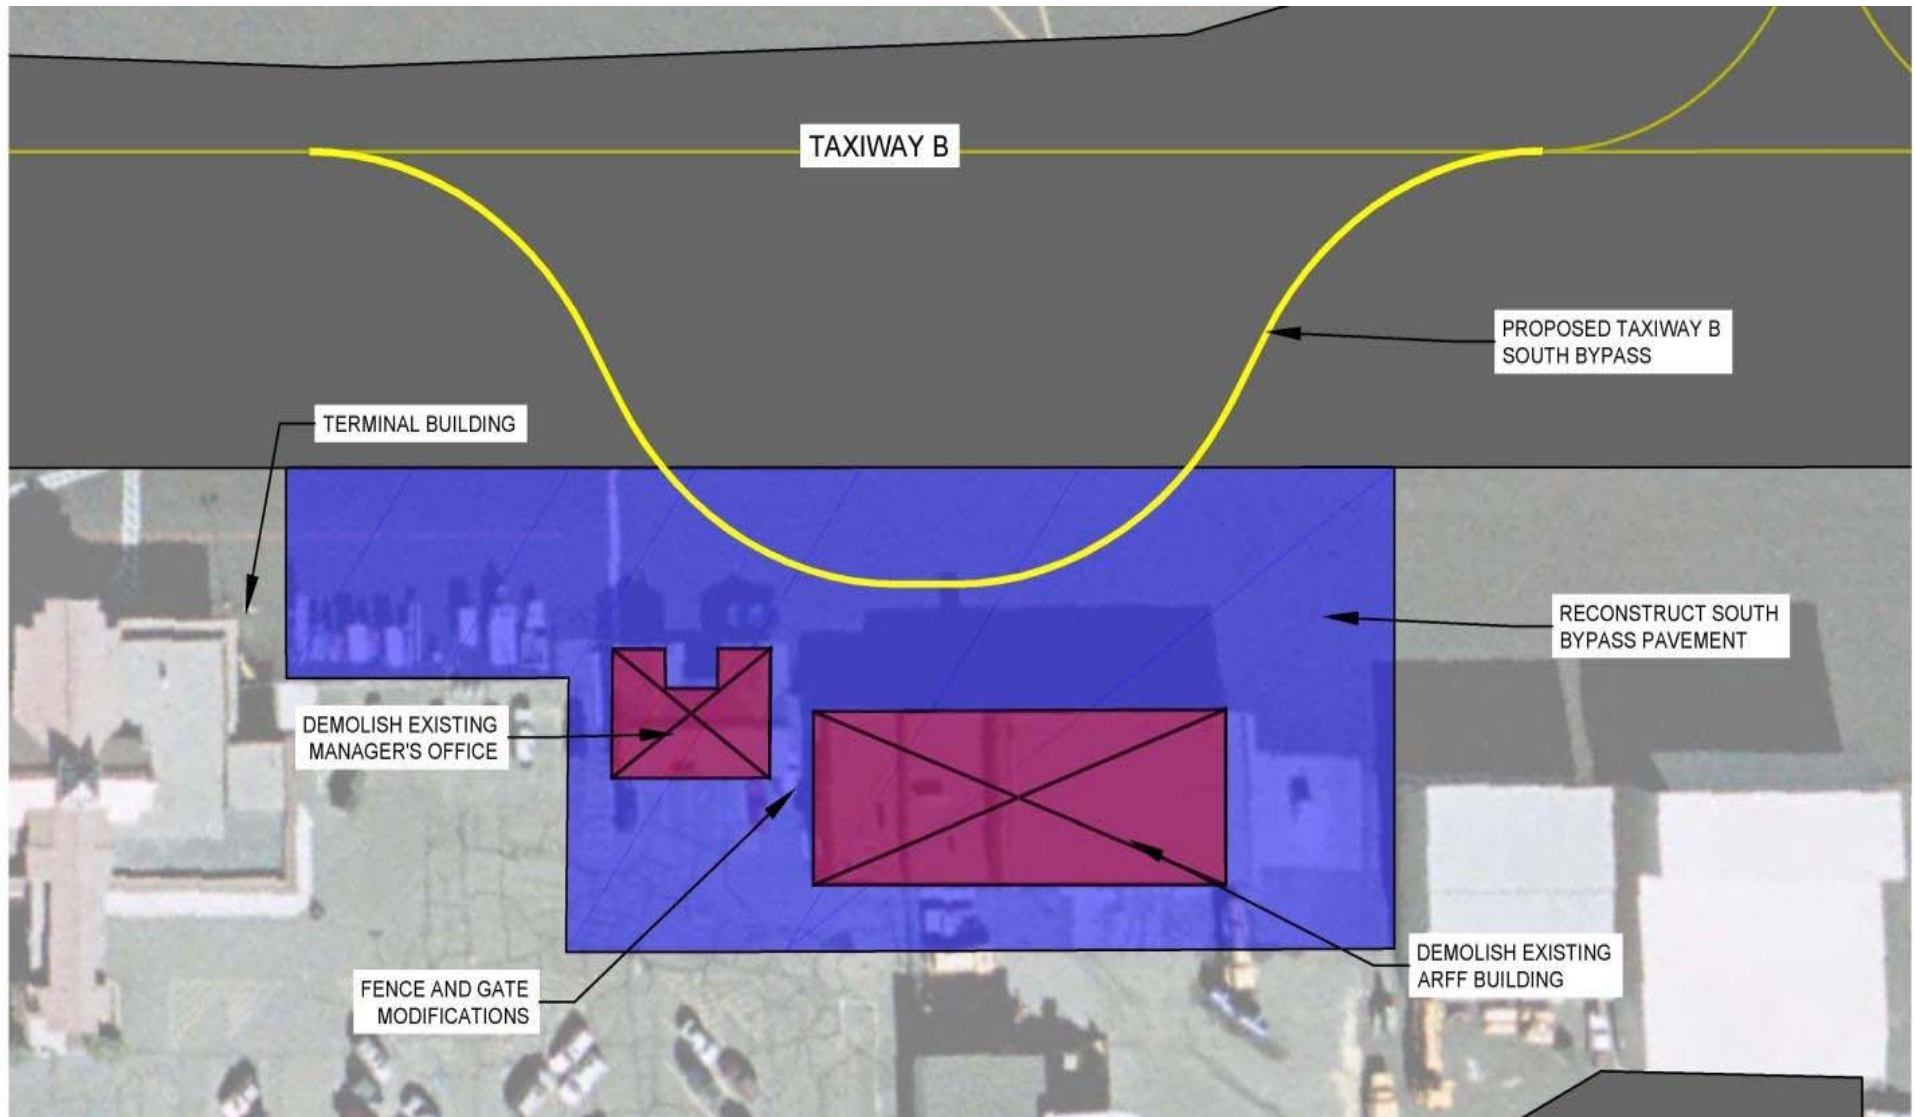 TAXIWAY B
PROPOSED TAXIWAY B
SOUTH BYPASS
TERMINAL BUILDING
RECONSTRUCT SOUTH
BYPASS PAVEMENT
DEMOLISH EXISTING
MANAGER'S OFFICE
DEMOLISH EXISTING
ARFF BUILDING
FENCE AND GATE
MODIFICATIONS